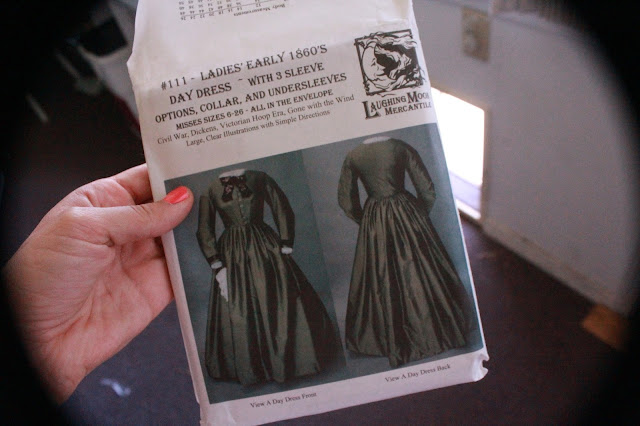 Body Measurements
#111 - Ladies' Early 1860's
Day Dress ~ with 3 Sleeve
Options, Collar, and Undersleeves
Misses Sizes 6-26 - All in the Envelope
Civil War, Dickens, Victorian Hoop Era, Gone with the Wind
Large, Clear Illustrations with Simple Directions
Laughing Moon
Mercantile
View A Day Dress Front
View A Day Dress Back